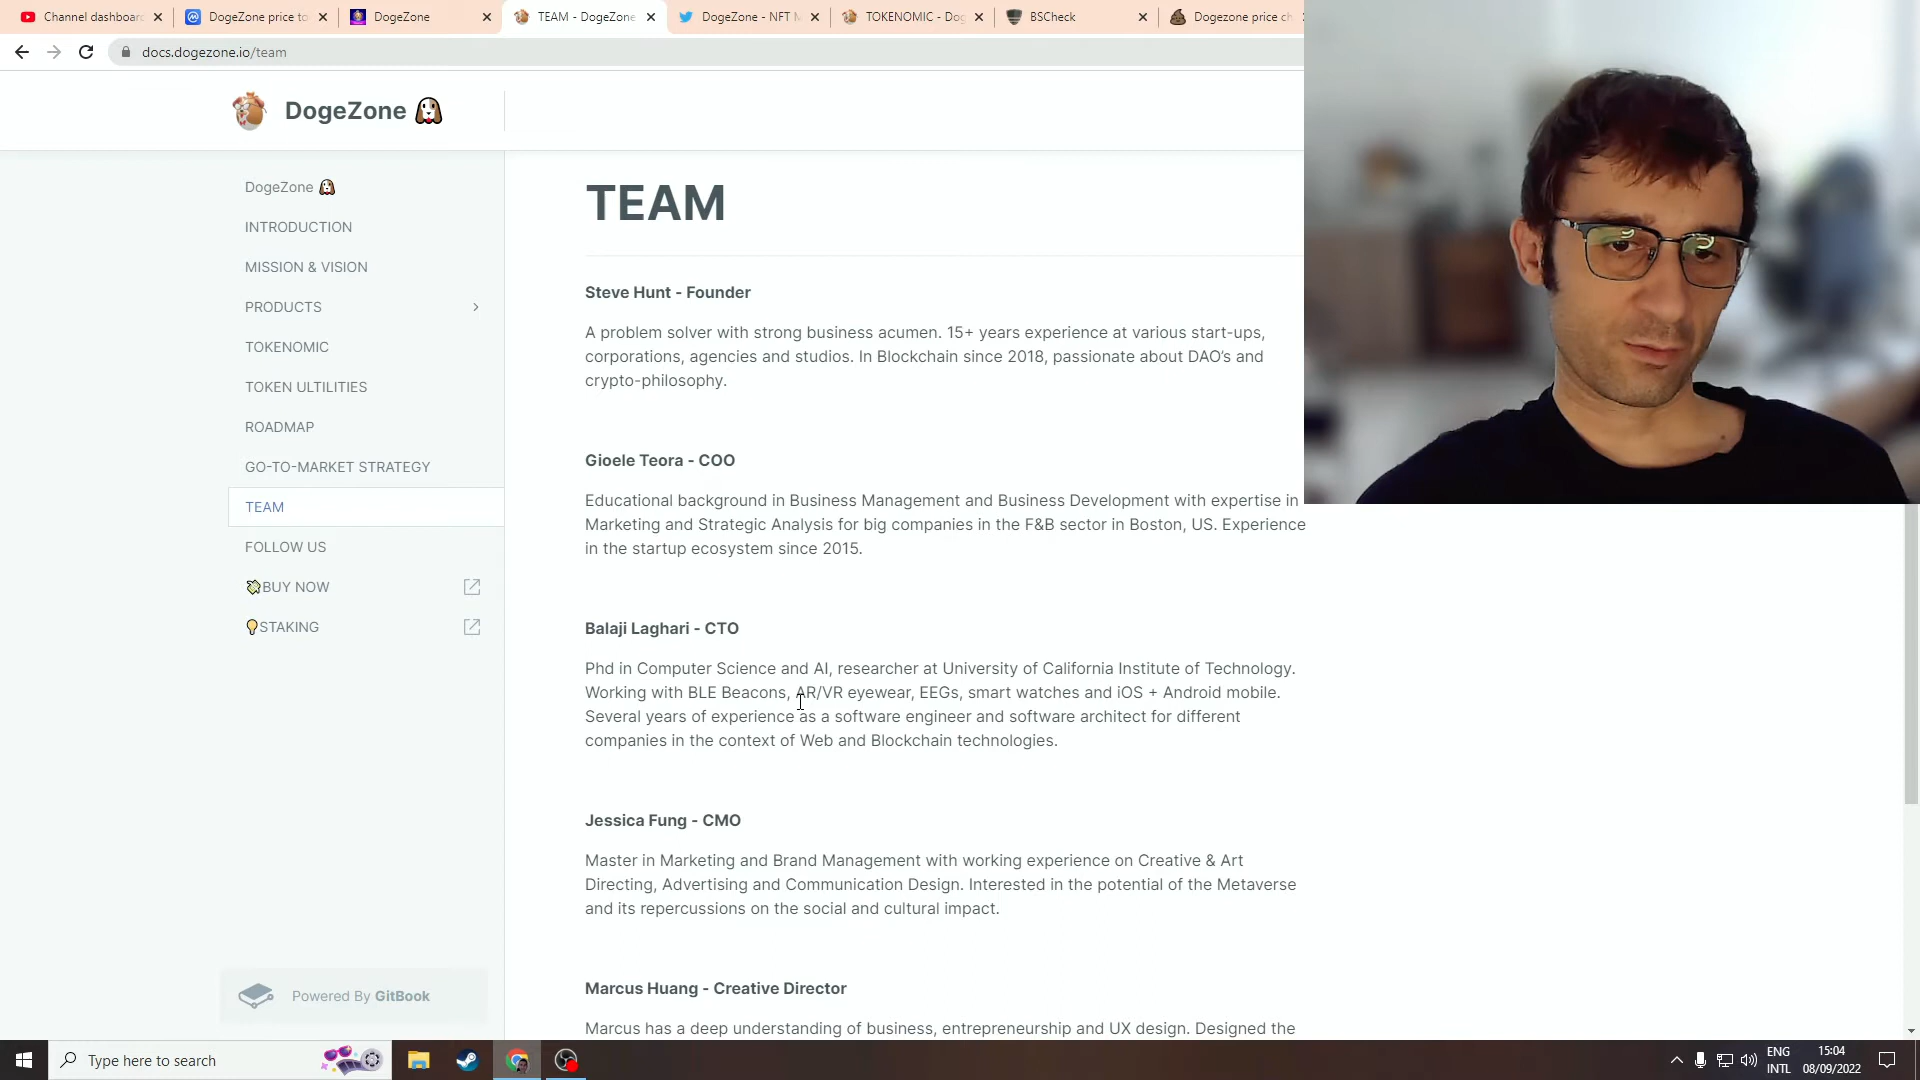 Channel dashboard
DogeZone price to
DogeZone
TEAM - DogeZone
DogeZone - NFT M
TOKENOMIC - Dog
BSCheck
Dogezone price ch
docs.dogezone.io/team
DogeZone
DogeZone
INTRODUCTION
MISSION & VISION
PRODUCTS
TOKENOMIC
TOKEN ULTILITIES
ROADMAP
GO-TO-MARKET STRATEGY
TEAM
FOLLOW US
BUY NOW
STAKING
Powered By GitBook
TEAM
Steve Hunt - Founder
A problem solver with strong business acumen. 15+ years experience at various start-ups,
corporations, agencies and studios. In Blockchain since 2018, passionate about DAO's and
crypto-philosophy.
Gioele Teora - COO
Educational background in Business Management and Business Development with expertise in
Marketing and Strategic Analysis for big companies in the F&B sector in Boston, US. Experience
in the startup ecosystem since 2015.
Balaji Laghari - CTO
Phd in Computer Science and AI, researcher at University of California Institute of Technology.
Working with BLE Beacons, AR/VR eyewear, EEGs, smart watches and iOS + Android mobile.
Several years of experience as a software engineer and software architect for different
companies in the context of Web and Blockchain technologies.
Jessica Fung - CMO
Master in Marketing and Brand Management with working experience on Creative & Art
Directing, Advertising and Communication Design. Interested in the potential of the Metaverse
and its repercussions on the social and cultural impact.
Marcus Huang - Creative Director
Marcus has a deep understanding of business, entrepreneurship and UX design. Designed the
Type here to search
ENG
INTL
15:04
08/09/2022